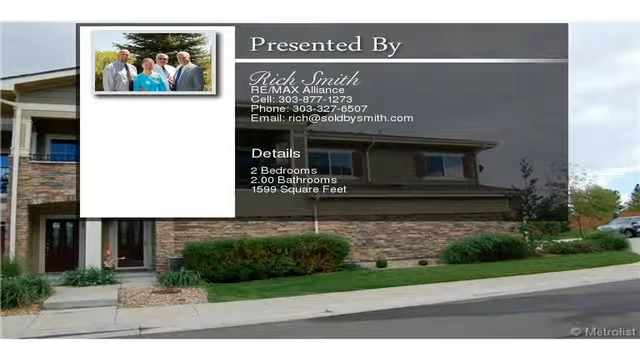 Presented By
Rich Smith
RE/MAX Alliance
Cell: 303-877-1273
Phone: 303-327-6507
Email: rich@soldbysmith.com
Details
2 Bedrooms
2.00 Bathrooms
1599 Square Feet
© Metrolist